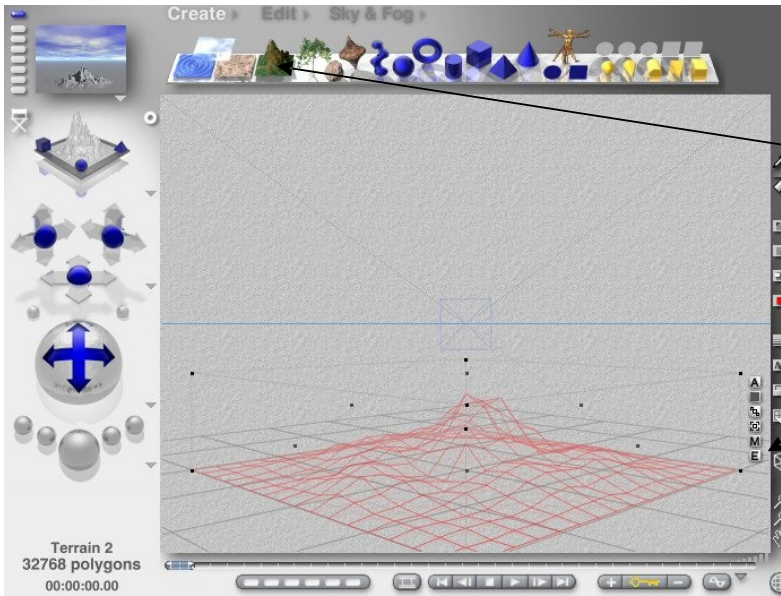 Create Edit Sky & Fog
A
M
E
Terrain 2
32768 polygons
00:00:00.00